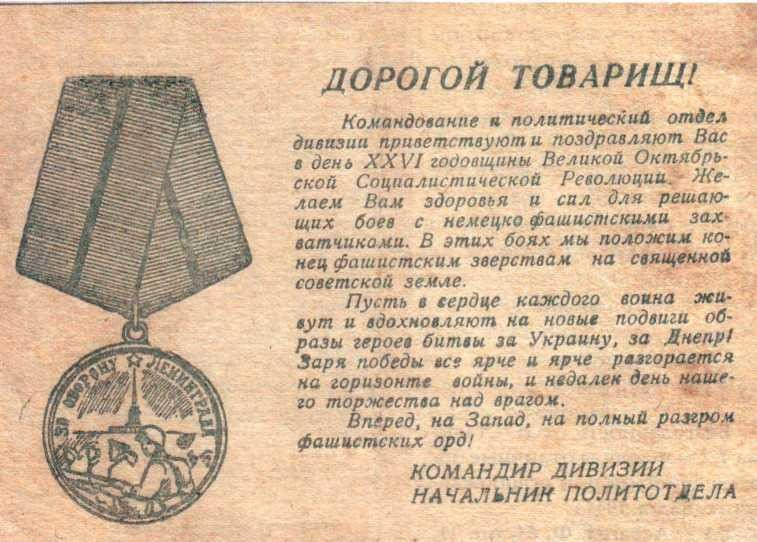 ДОРОГОЙ ТОВАРИЩ!
Командование и политический отдел
дивизии приветствуют и поздравляют Вас
в день XXVI годовщины Великой Октябрь-
ской Социалистической Революции. Же-
лаем Вам здоровья и сил для решаю-
щих боев с немецко-фашистскими зах-
ватчиками. В этих боях мы положим ко-
нец фашистским зверствам на священной
советской земле.
Пусть в сердце каждого воина жи-
вут и вдохновляют на новые подвиги об-
разы героев битвы за Украину, за Днепр!
Заря победы все ярче и ярче разгорается
на горизонте войны, и недалек день наше-
го торжества над врагом.
Вперед, на Запад, на полный разгром
фашистских орд!
КОМАНДИР ДИВИЗИИ
НАЧАЛЬНИК ПОЛИТОТДЕЛА
ЗА ОБОРОНУ ЛЕНИНГРАДА